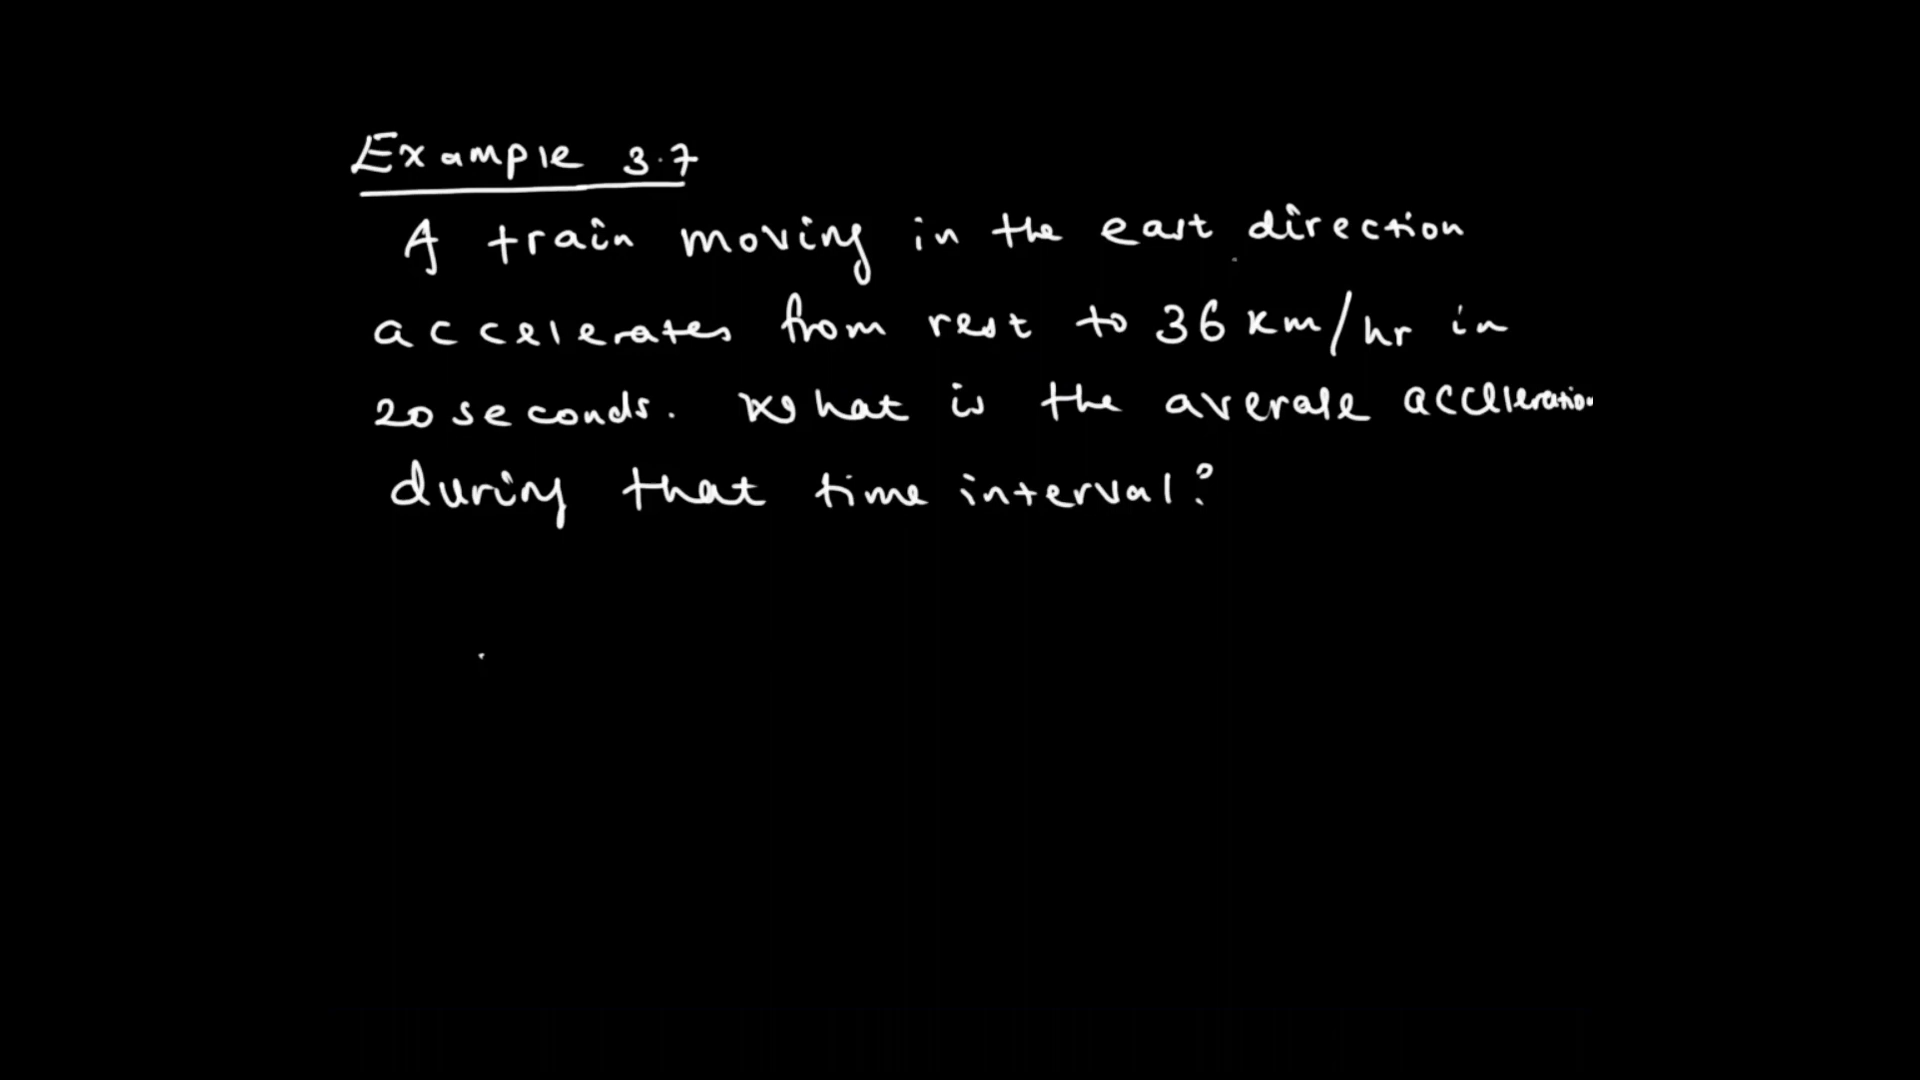 Example 3.7
A train moving in the east direction
accelerates from rest to 36 km/hr in
20 seconds. What is the average acceleration
during that time interval?